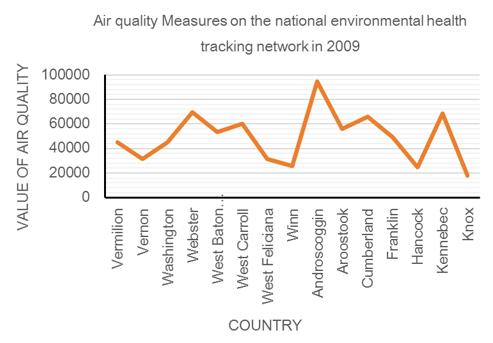 Air quality Measures on the national environmental health
tracking network in 2009
VALUE OF AIR QUALITY
100000
80000
60000
40000
20000
0
Vermilion
Vernon
Washington
Webster
West Baton…
West Carroll
West Feliciana
Winn
Androscoggin
Aroostook
Cumberland
Franklin
Hancock
Kennebec
Knox
COUNTRY